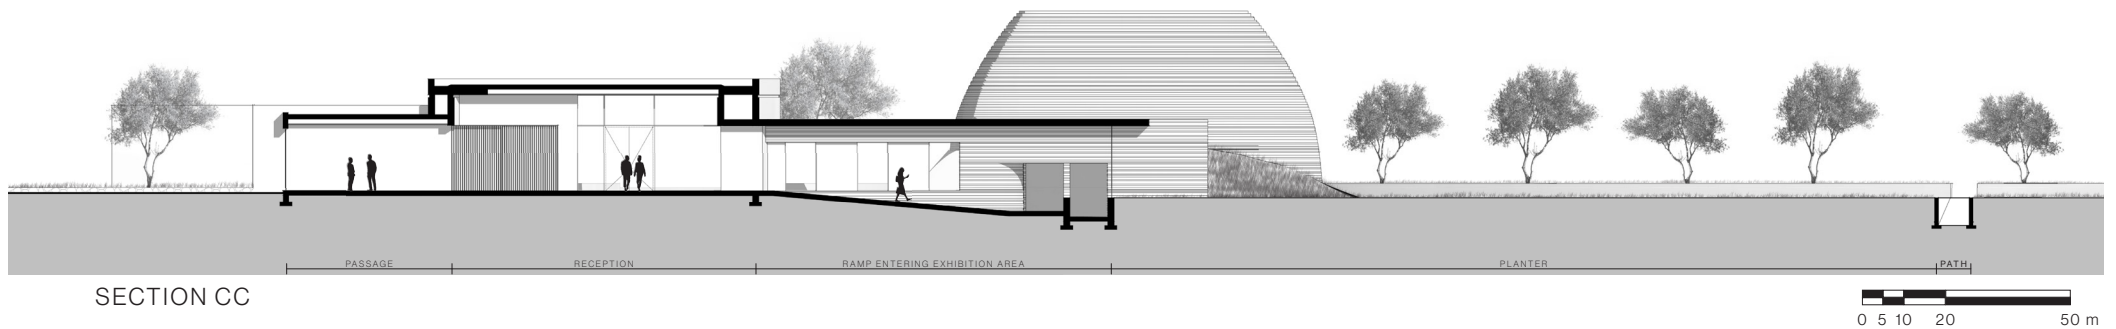 PASSAGE RECEPTION RAMP ENTERING EXHIBITION AREA PLANTER PATH
SECTION CC
0 5 10 20 50 m